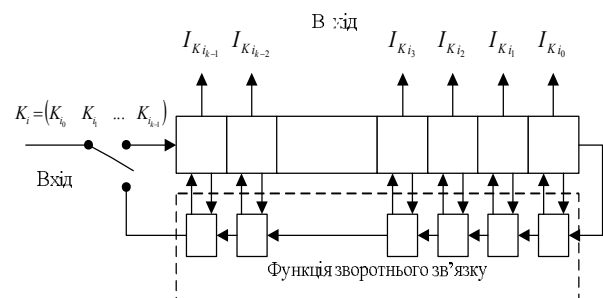 В хід
I_{K_{i_{k-1}}} I_{K_{i_{k-2}}} I_{K_{i_3}} I_{K_{i_2}} I_{K_{i_1}} I_{K_{i_0}}
K_i=(K_{i_0} K_{i_1} ... K_{i_{k-1}})
Вхід
Функція зворотнього зв'язку